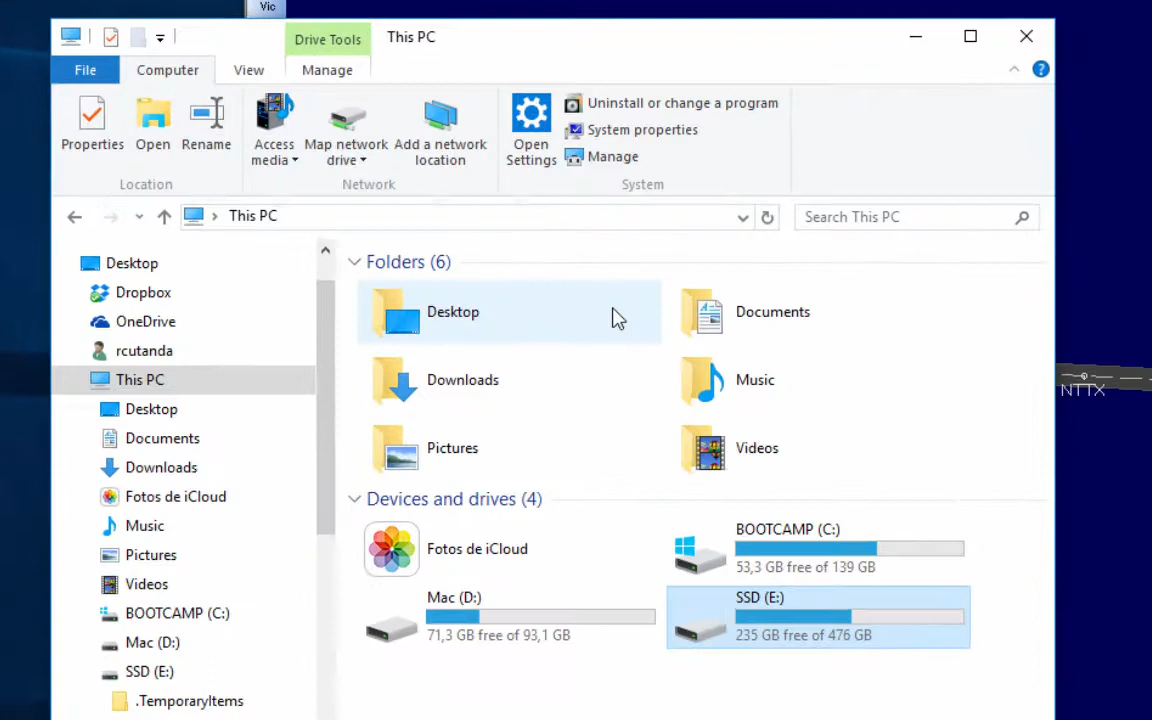 Vic
Drive Tools
This PC
File
Computer
View
Manage
Properties
Open
Rename
Access media
Map network drive
Add a network location
Open Settings
Uninstall or change a program
System properties
Manage
Location
Network
System
This PC
Search This PC
Desktop
Dropbox
OneDrive
rcutanda
This PC
Desktop
Documents
Downloads
Fotos de iCloud
Music
Pictures
Videos
BOOTCAMP (C:)
Mac (D:)
SSD (E:)
.TemporaryItems
Folders (6)
Desktop
Documents
Downloads
Music
Pictures
Videos
Devices and drives (4)
Fotos de iCloud
BOOTCAMP (C:)
53,3 GB free of 139 GB
Mac (D:)
71,3 GB free of 93,1 GB
SSD (E:)
235 GB free of 476 GB
NTTX